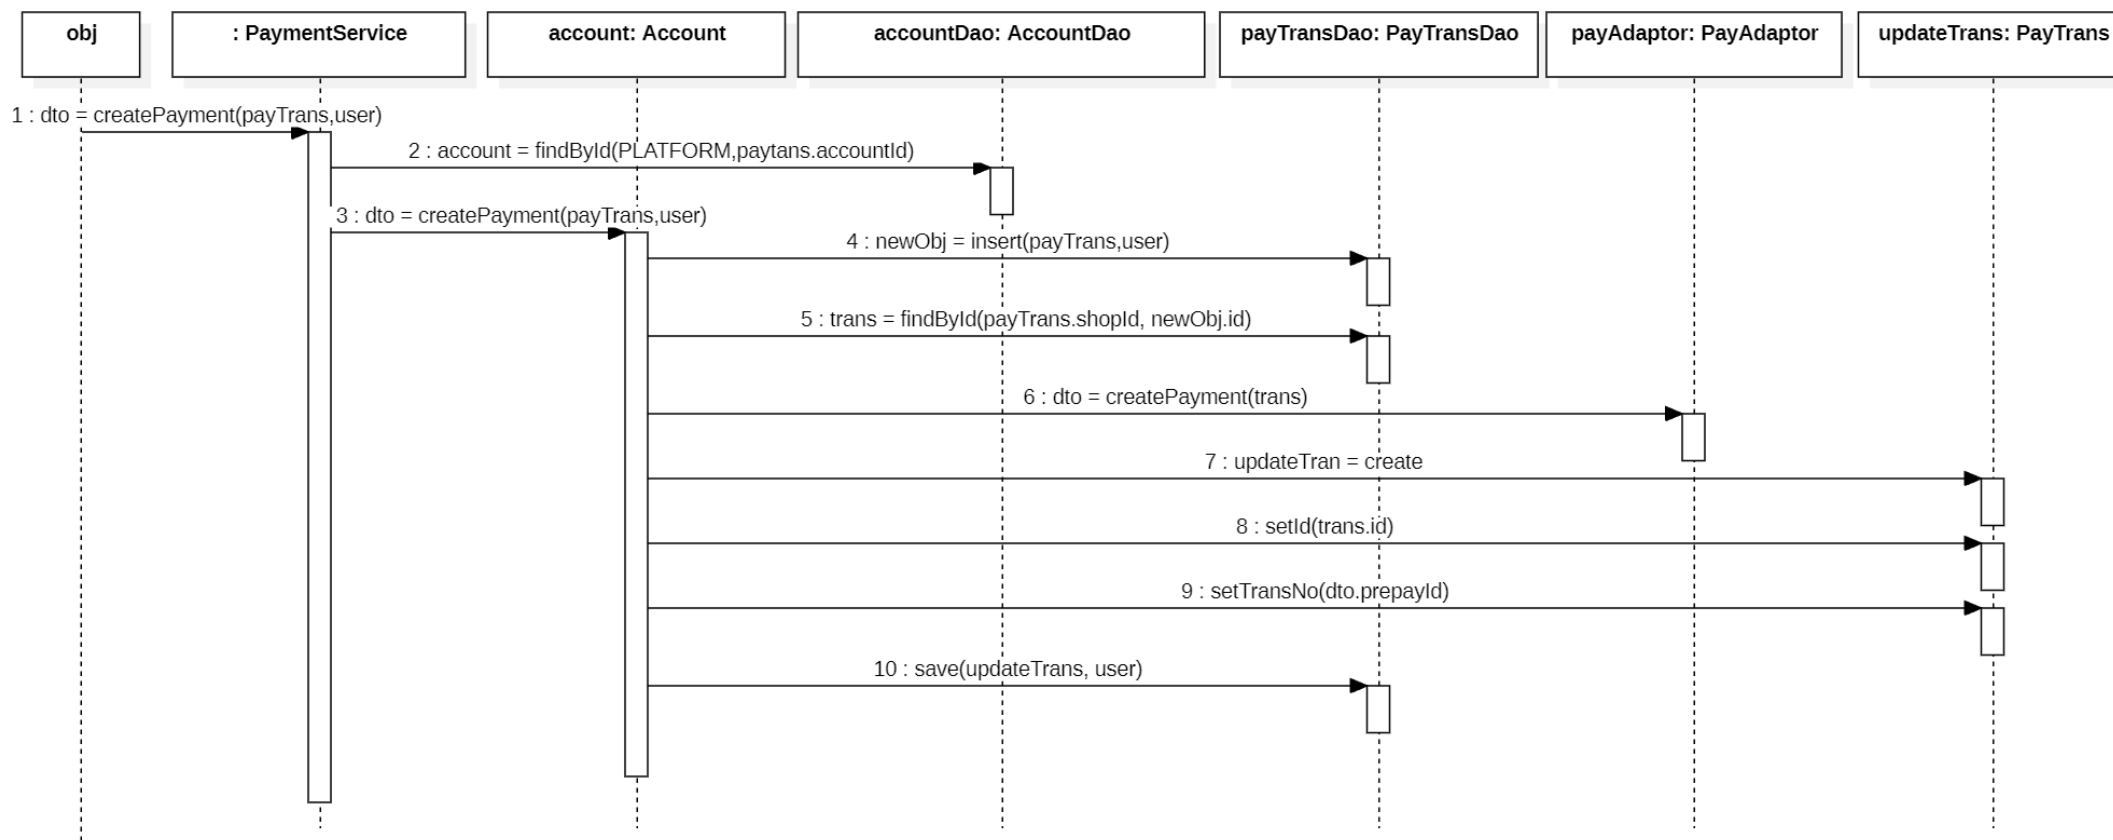 obj
: PaymentService
account: Account
accountDao: AccountDao
payTransDao: PayTransDao
payAdaptor: PayAdaptor
updateTrans: PayTrans
1 : dto = createPayment(payTrans,user)
2 : account = findById(PLATFORM,paytans.accountId)
3 : dto = createPayment(payTrans,user)
4 : newObj = insert(payTrans,user)
5 : trans = findById(payTrans.shopId, newObj.id)
6 : dto = createPayment(trans)
7 : updateTran = create
8 : setId(trans.id)
9 : setTransNo(dto.prepayId)
10 : save(updateTrans, user)